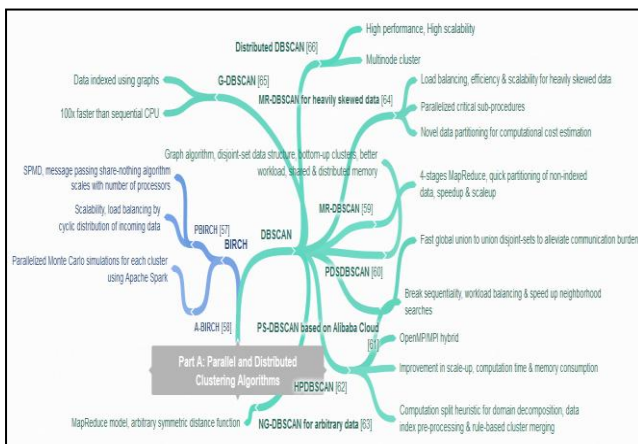 Distributed DBSCAN [66]
High performance, High scalability
Multinode cluster
G-DBSCAN [65]
Data indexed using graphs
100x faster than sequential CPU
MR-DBSCAN for heavily skewed data [64]
Load balancing, efficiency & scalability for heavily skewed data
Parallelized critical sub-procedures
Novel data partitioning for computational cost estimation
Graph algorithm, disjoint-set data structure, bottom-up clusters, better
workload, shared & distributed memory
SPMD, message passing share-nothing algorithm
scales with number of processors
Scalability, load balancing by
cyclic distribution of incoming data
PBIRCH [57]
BIRCH
DBSCAN
MR-DBSCAN [59]
4-stages MapReduce, quick partitioning of non-indexed
data, speedup & scaleup
Parallelized Monte Carlo simulations for each cluster
using Apache Spark
A-BIRCH [58]
PDSDBSCAN [60]
Fast global union to union disjoint-sets to alleviate communication burden
Break sequentiality, workload balancing & speed up neighborhood
searches
PS-DBSCAN based on Alibaba Cloud
[61]
Part A: Parallel and Distributed
Clustering Algorithms
OpenMP/MPI hybrid
HPDBSCAN [62]
Improvement in scale-up, computation time & memory consumption
Computation split heuristic for domain decomposition, data
index pre-processing & rule-based cluster merging
MapReduce model, arbitrary symmetric distance function
NG-DBSCAN for arbitrary data [63]